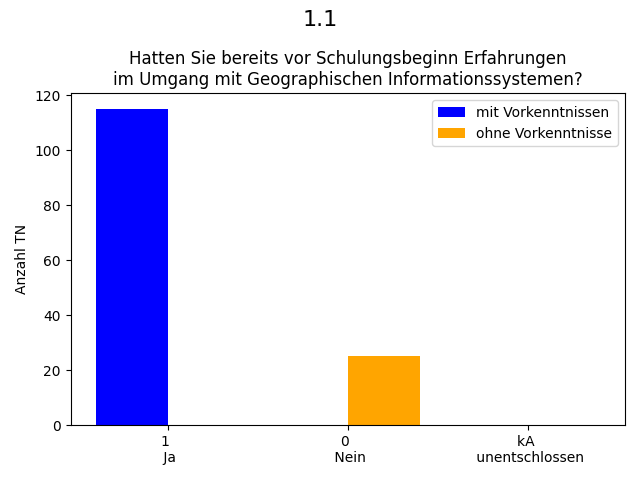 1.1
Hatten Sie bereits vor Schulungsbeginn Erfahrungen
im Umgang mit Geographischen Informationssystemen?
mit Vorkenntnissen
ohne Vorkenntnisse
Anzahl TN
120
100
80
60
40
20
0
1
Ja
0
Nein
kA
unentschlossen